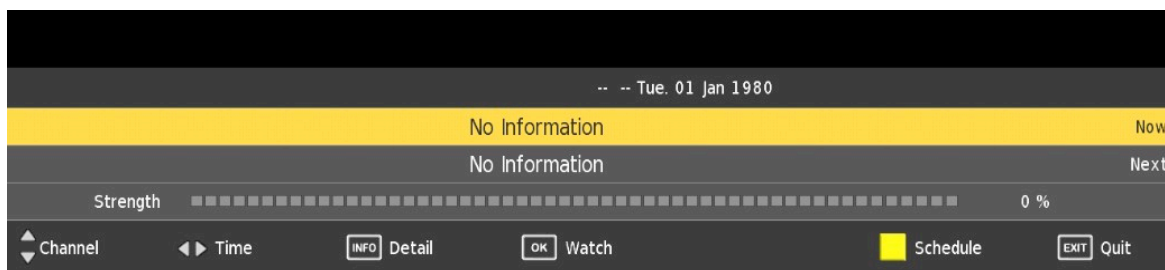 -- -- Tue. 01 Jan 1980
No Information Now
No Information Next
Strength 0 %
Channel Time INFO Detail OK Watch Schedule EXIT Quit